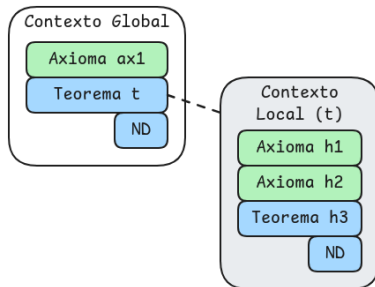 Contexto Global
Axioma ax1
Teorema t
ND
Contexto
Local (t)
Axioma h1
Axioma h2
Teorema h3
ND